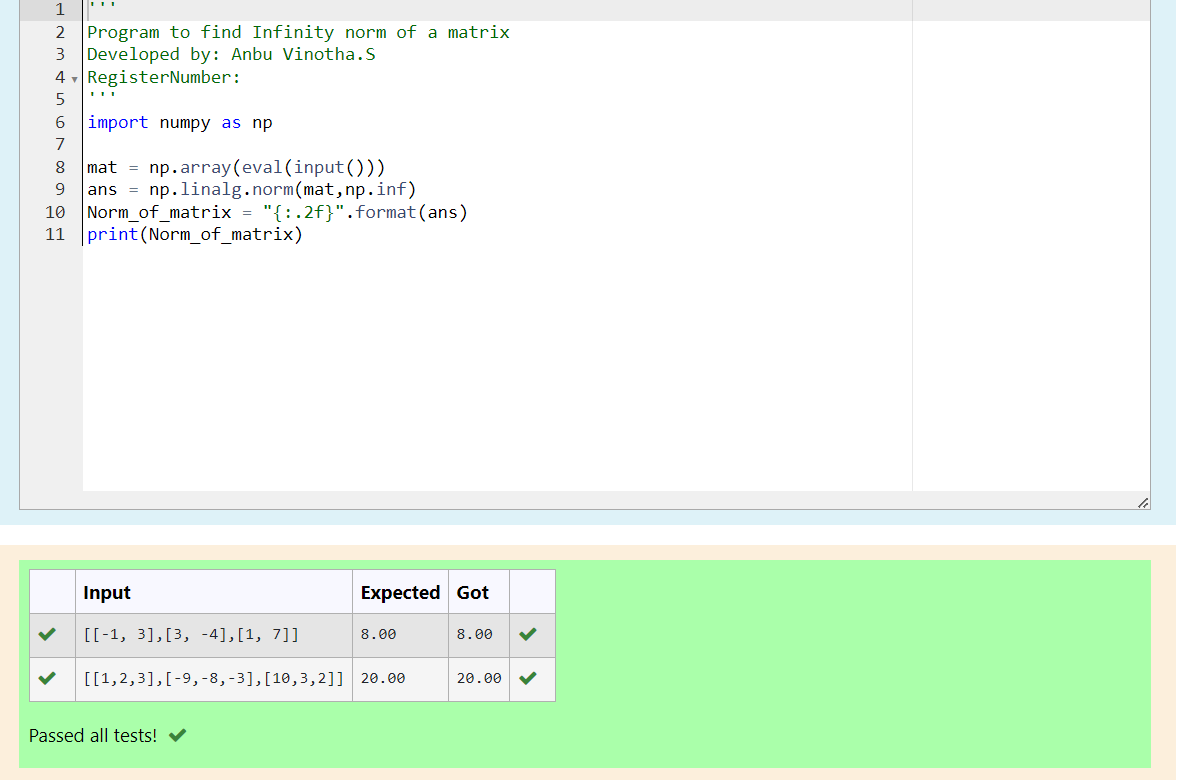 1 '''
2 Program to find Infinity norm of a matrix
3 Developed by: Anbu Vinotha.S
4 RegisterNumber:
5 '''
6 import numpy as np
7
8 mat = np.array(eval(input()))
9 ans = np.linalg.norm(mat,np.inf)
10 Norm_of_matrix = "{:.2f}".format(ans)
11 print(Norm_of_matrix)
Input Expected Got
[[-1, 3],[3, -4],[1, 7]] 8.00 8.00
[[1,2,3],[-9,-8,-3],[10,3,2]] 20.00 20.00
Passed all tests!